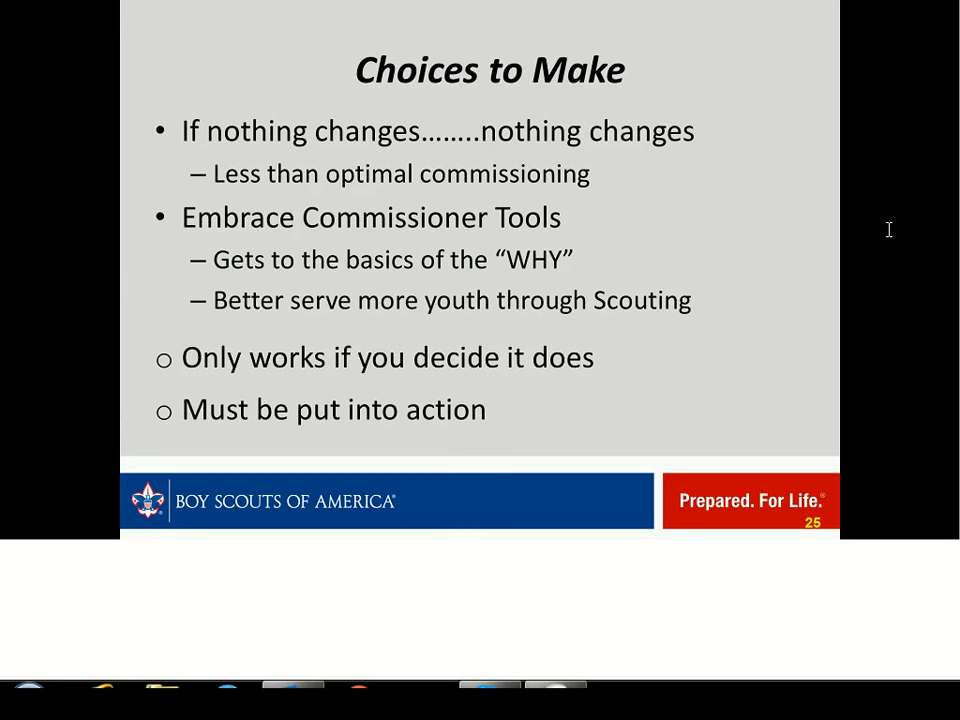 Choices to Make
• If nothing changes……..nothing changes
– Less than optimal commissioning
• Embrace Commissioner Tools
– Gets to the basics of the “WHY”
– Better serve more youth through Scouting
o Only works if you decide it does
o Must be put into action
BOY SCOUTS OF AMERICA®
Prepared. For Life.®
25